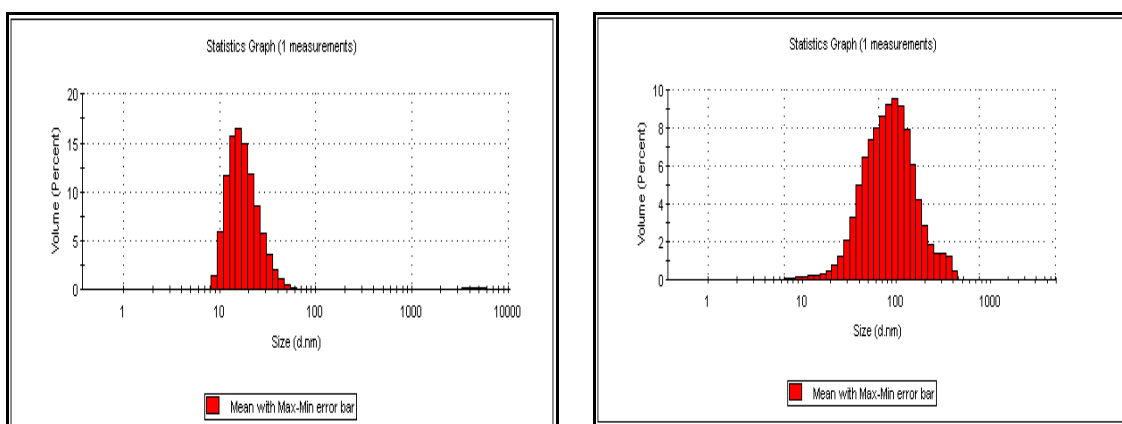 Statistics Graph (1 measurements)
20
15
10
5
0
Volume (Percent)
1 10 100 1000 10000
Size (d.nm)
Mean with Max-Min error bar
Statistics Graph (1 measurements)
10
8
6
4
2
0
Volume (Percent)
1 10 100 1000
Size (d.nm)
Mean with Max-Min error bar